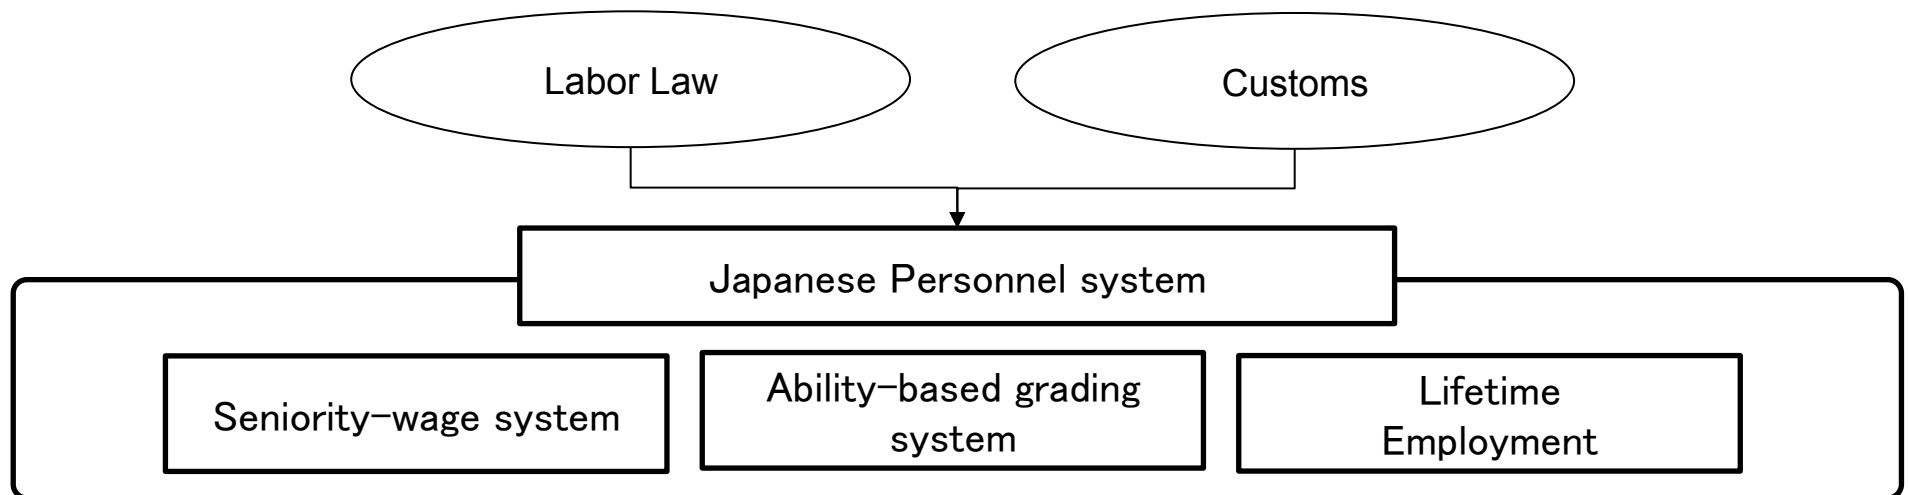 Labor Law
Customs
Japanese Personnel system
Seniority-wage system
Ability-based grading
system
Lifetime
Employment